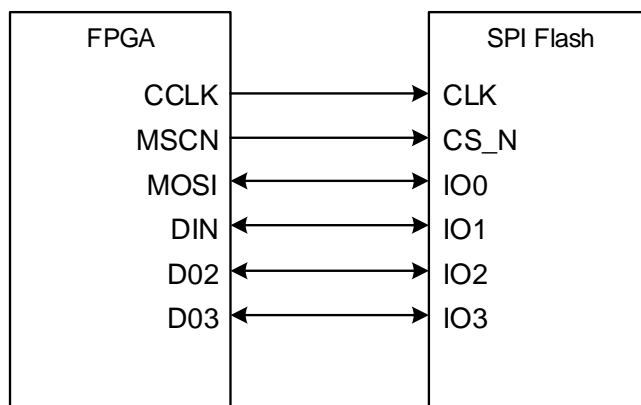 FPGA SPI Flash
CCLK CLK
MSCN CS_N
MOSI IO0
DIN IO1
D02 IO2
D03 IO3